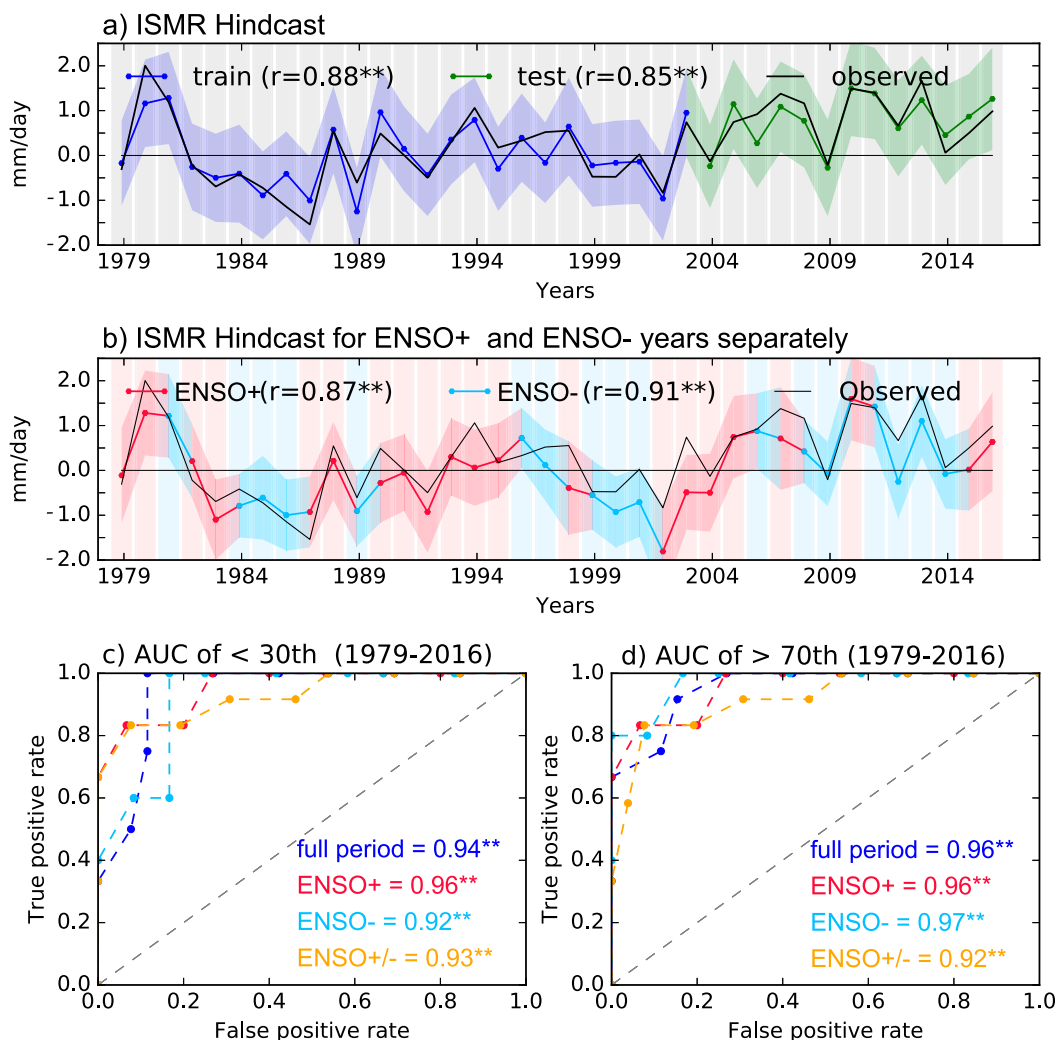 a) ISMR Hindcast
mm/day
2.0
1.0
0.0
-1.0
-2.0
train (r=0.88**) test (r=0.85**) observed
1979 1984 1989 1994 1999 2004 2009 2014
Years
b) ISMR Hindcast for ENSO+ and ENSO- years separately
mm/day
2.0
1.0
0.0
-1.0
-2.0
ENSO+(r=0.87**) ENSO-(r=0.91**) Observed
1979 1984 1989 1994 1999 2004 2009 2014
Years
c) AUC of < 30th (1979-2016)
True positive rate
1.0
0.8
0.6
0.4
0.2
0.0
full period = 0.94**
ENSO+ = 0.96**
ENSO- = 0.92**
ENSO+/- = 0.93**
0.0 0.2 0.4 0.6 0.8 1.0
False positive rate
d) AUC of > 70th (1979-2016)
True positive rate
1.0
0.8
0.6
0.4
0.2
0.0
full period = 0.96**
ENSO+ = 0.96**
ENSO- = 0.97**
ENSO+/- = 0.92**
0.0 0.2 0.4 0.6 0.8 1.0
False positive rate